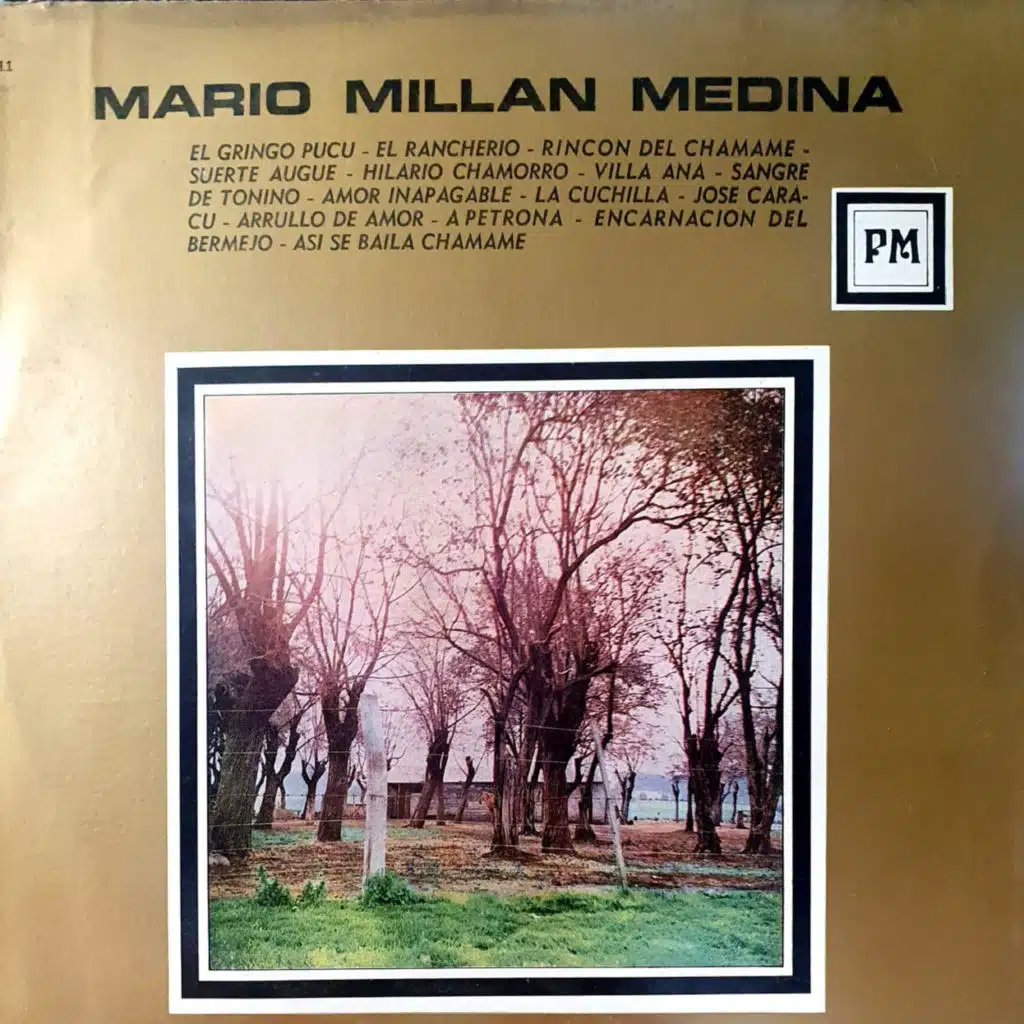 MARIO MILLAN MEDINA
EL GRINGO PUCU - EL RANCHERIO - RINCON DEL CHAMAME -
SUERTE AUGUE - HILARIO CHAMORRO - VILLA ANA - SANGRE
DE TONINO - AMOR INAPAGABLE - LA CUCHILLA - JOSE CARA-
CU - ARRULLO DE AMOR - A PETRONA - ENCARNACION DEL
BERMEJO - ASI SE BAILA CHAMAME
PM